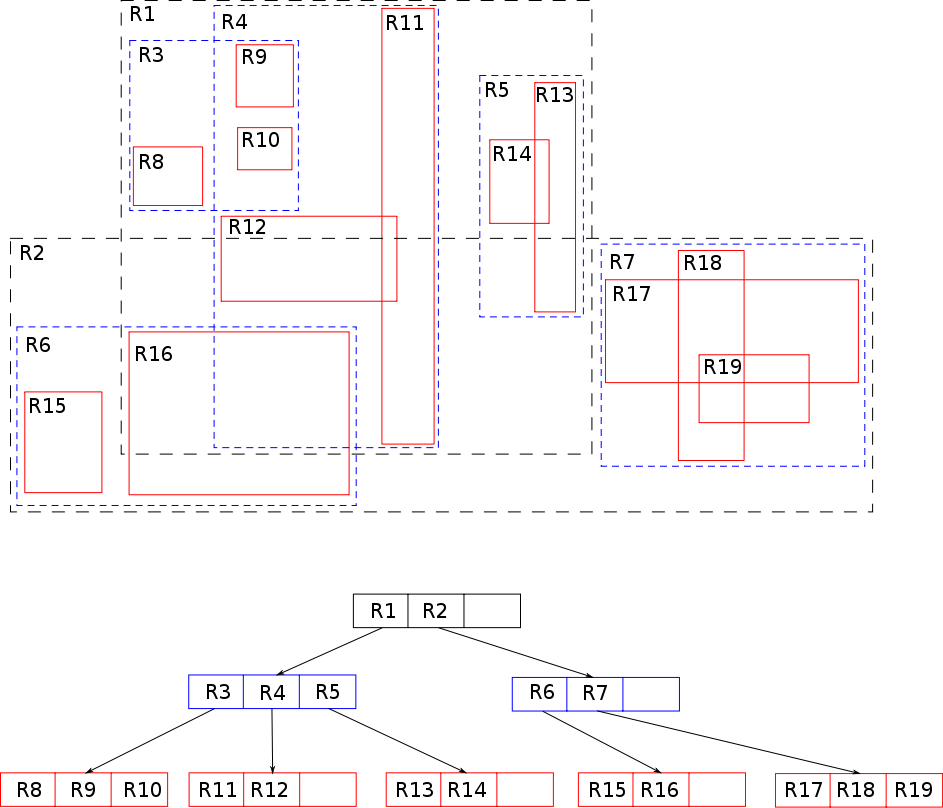 R1
R4
R11
R3
R9
R5
R13
R10
R14
R8
R12
R2
R7
R18
R17
R6
R16
R19
R15
R1 R2
R3 R4 R5
R6 R7
R8 R9 R10
R11 R12
R13 R14
R15 R16
R17 R18 R19